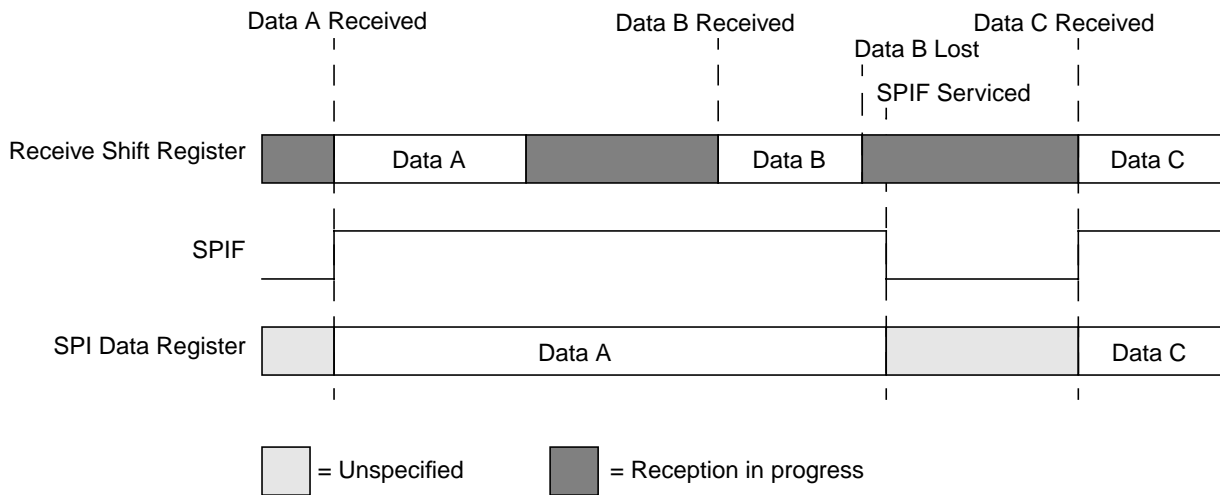 Data A Received
Data B Received
Data C Received
Data B Lost
SPIF Serviced
Receive Shift Register
Data A
Data B
Data C
SPIF
SPI Data Register
Data A
Data C
= Unspecified
= Reception in progress